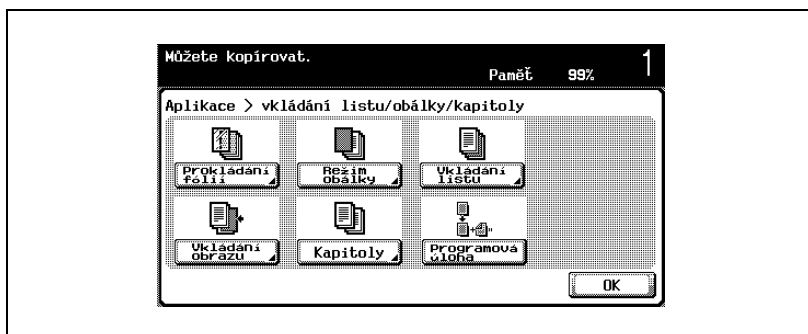 Můžete kopírovat.
Paměť 99% 1
Aplikace > vkládání listu/obálky/kapitoly
Prokládání fólií
Režim obálky
Vkládání listu
Vkládání obrazu
Kapitoly
Programová úloha
OK